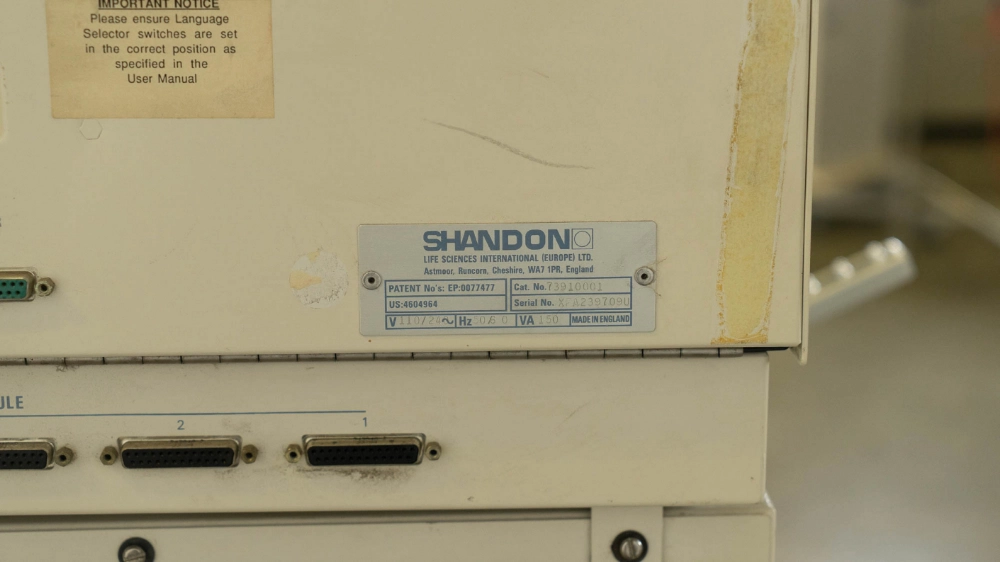 IMPORTANT NOTICE
Please ensure Language
Selector switches are set
in the correct position as
specified in the
User Manual
SHANDON
LIFE SCIENCES INTERNATIONAL (EUROPE) LTD.
Astmoor, Runcorn, Cheshire, WA7 1PR, England
PATENT No's: EP:0077477
Cat. No. 73910001
US:4604964
Serial No.
V Hz VA 150 MADE IN ENGLAND
2 1